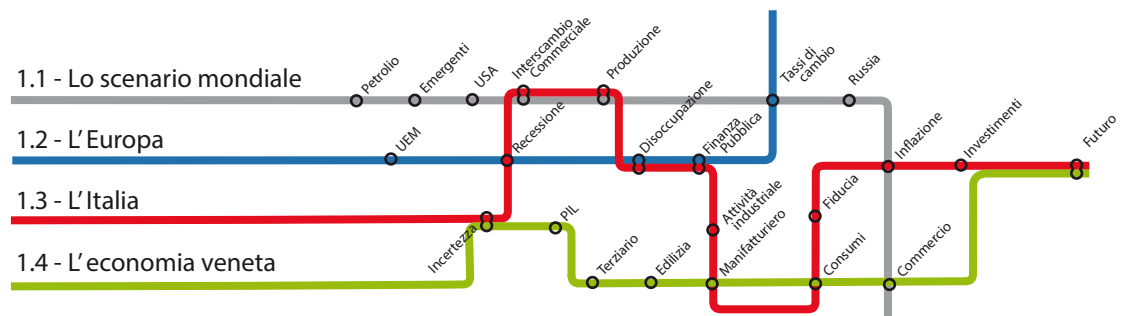 1.1 - Lo scenario mondiale
Petrolio
Emergenti
USA
Interscambio
Commerciale
Produzione
Tassi di
cambio
Russia
1.2 - L'Europa
UEM
Recessione
Disoccupazione
Finanza
Pubblica
Inflazione
Investimenti
Futuro
1.3 - L'Italia
Incertezza
PIL
Attività
industriale
Fiducia
1.4 - L'economia veneta
Terziario
Edilizia
Manifatturiero
Consumi
Commercio